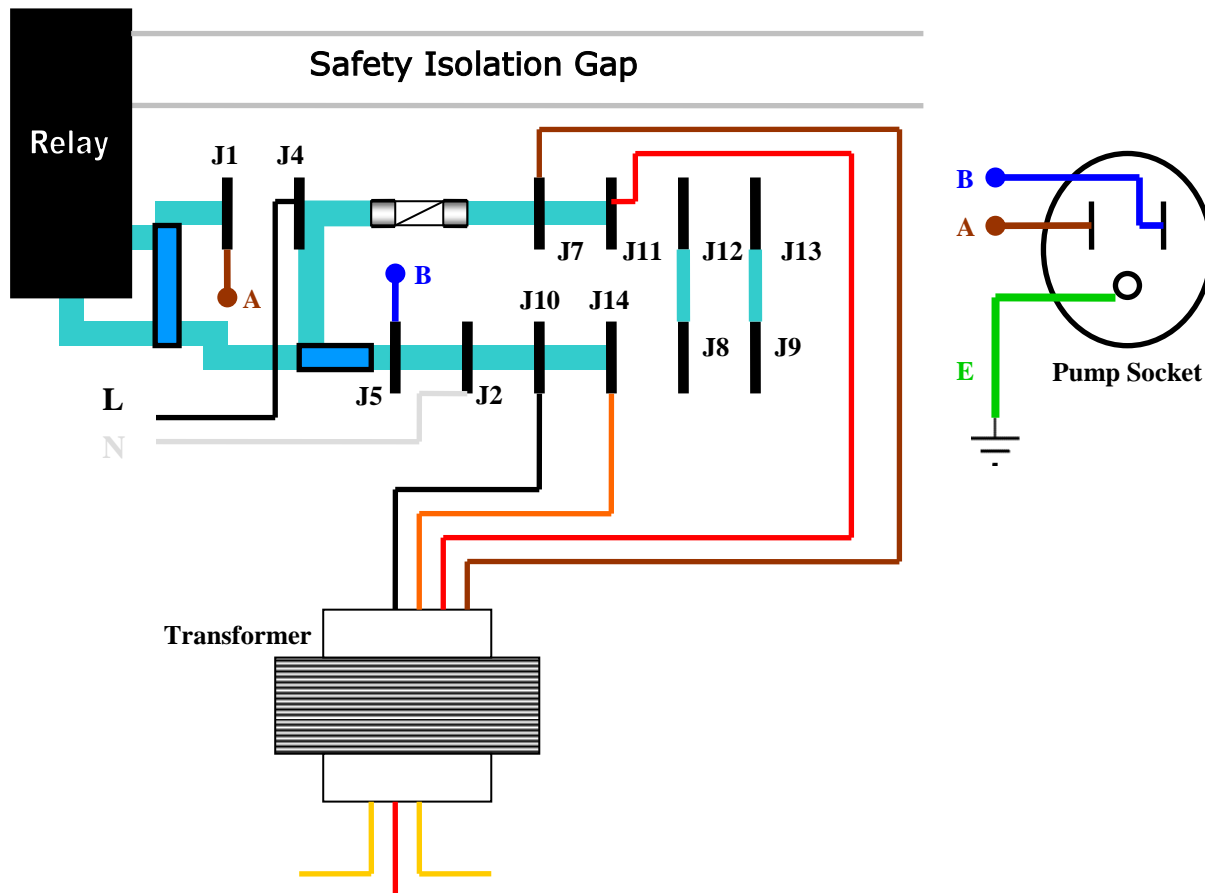 Safety Isolation Gap
Relay
J1
J4
J7
J11
J12
J13
A
B
J10
J14
J8
J9
J5
J2
L
N
B
A
E
Pump Socket
Transformer